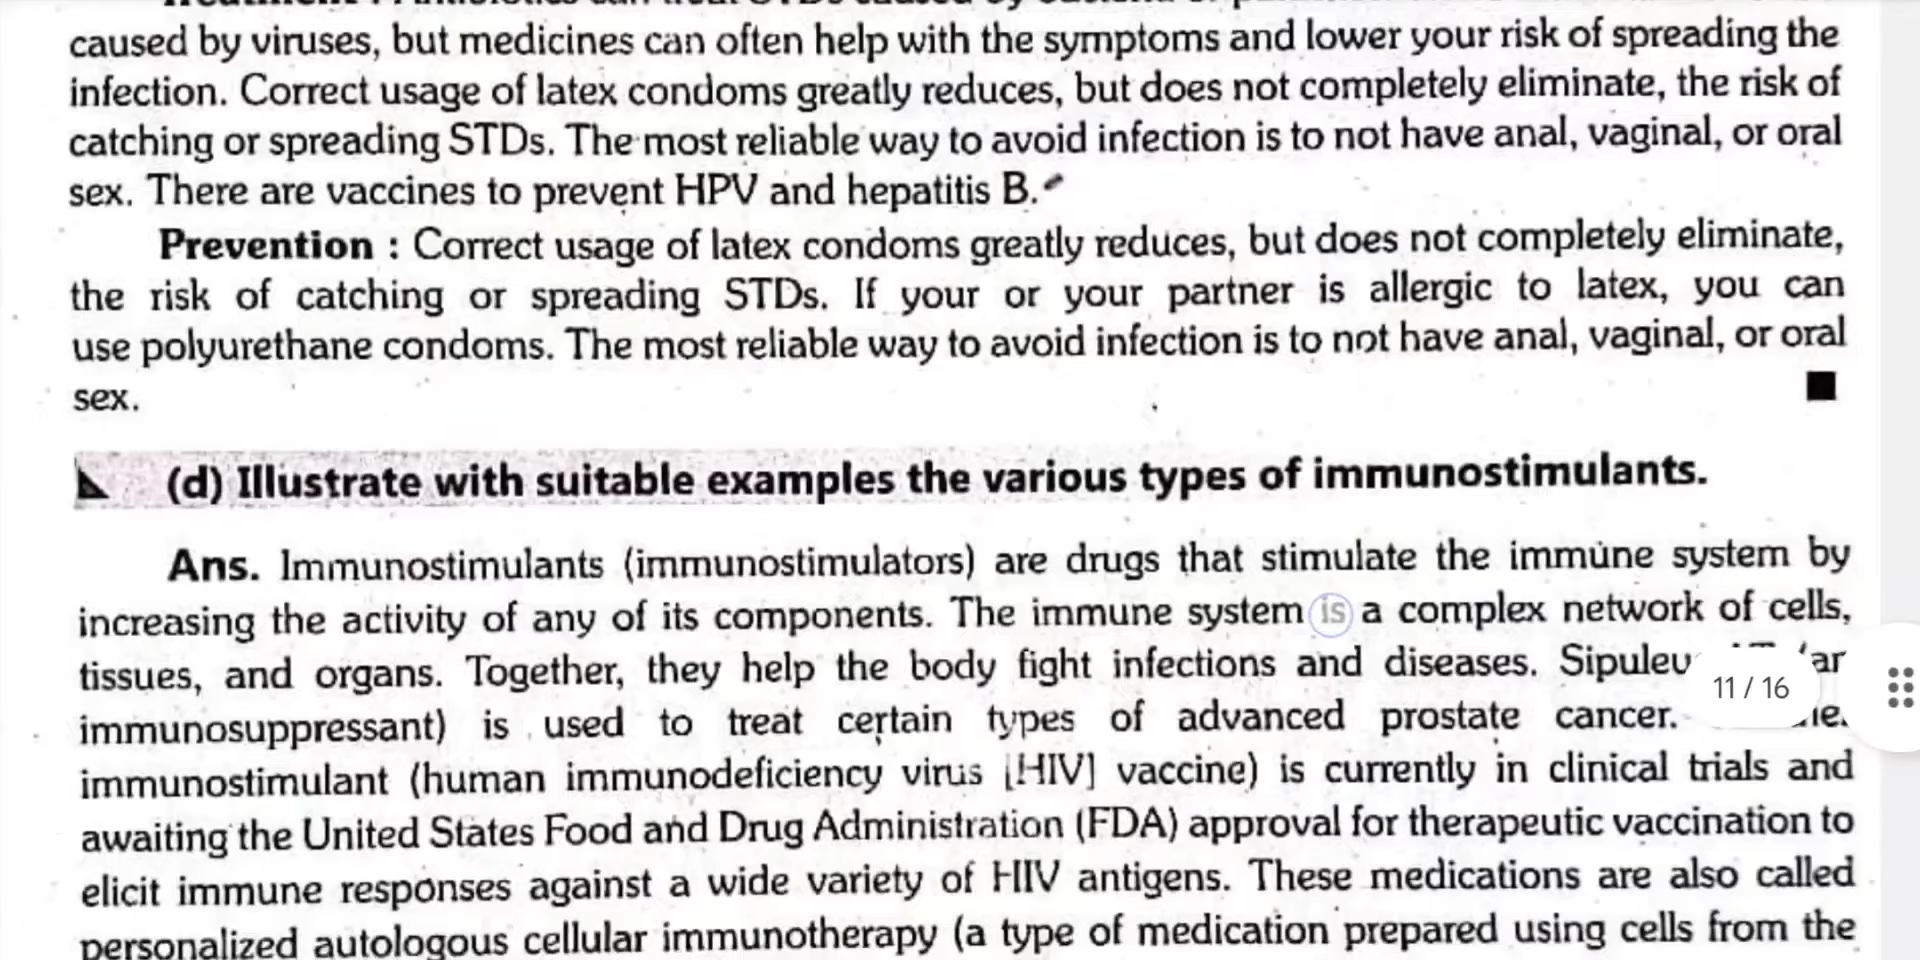 caused by viruses, but medicines can often help with the symptoms and lower your risk of spreading the
infection. Correct usage of latex condoms greatly reduces, but does not completely eliminate, the risk of
catching or spreading STDs. The most reliable way to avoid infection is to not have anal, vaginal, or oral
sex. There are vaccines to prevent HPV and hepatitis B.
Prevention : Correct usage of latex condoms greatly reduces, but does not completely eliminate,
the risk of catching or spreading STDs. If your or your partner is allergic to latex, you can
use polyurethane condoms. The most reliable way to avoid infection is to not have anal, vaginal, or oral
sex.
(d) Illustrate with suitable examples the various types of immunostimulants.
Ans. Immunostimulants (immunostimulators) are drugs that stimulate the immune system by
increasing the activity of any of its components. The immune system is a complex network of cells,
tissues, and organs. Together, they help the body fight infections and diseases.
11 / 16
immunosuppressant) is used to treat certain types of advanced prostate cancer.
immunostimulant (human immunodeficiency virus [HIV] vaccine) is currently in clinical trials and
awaiting the United States Food and Drug Administration (FDA) approval for therapeutic vaccination to
elicit immune responses against a wide variety of HIV antigens. These medications are also called
personalized autologous cellular immunotherapy (a type of medication prepared using cells from the